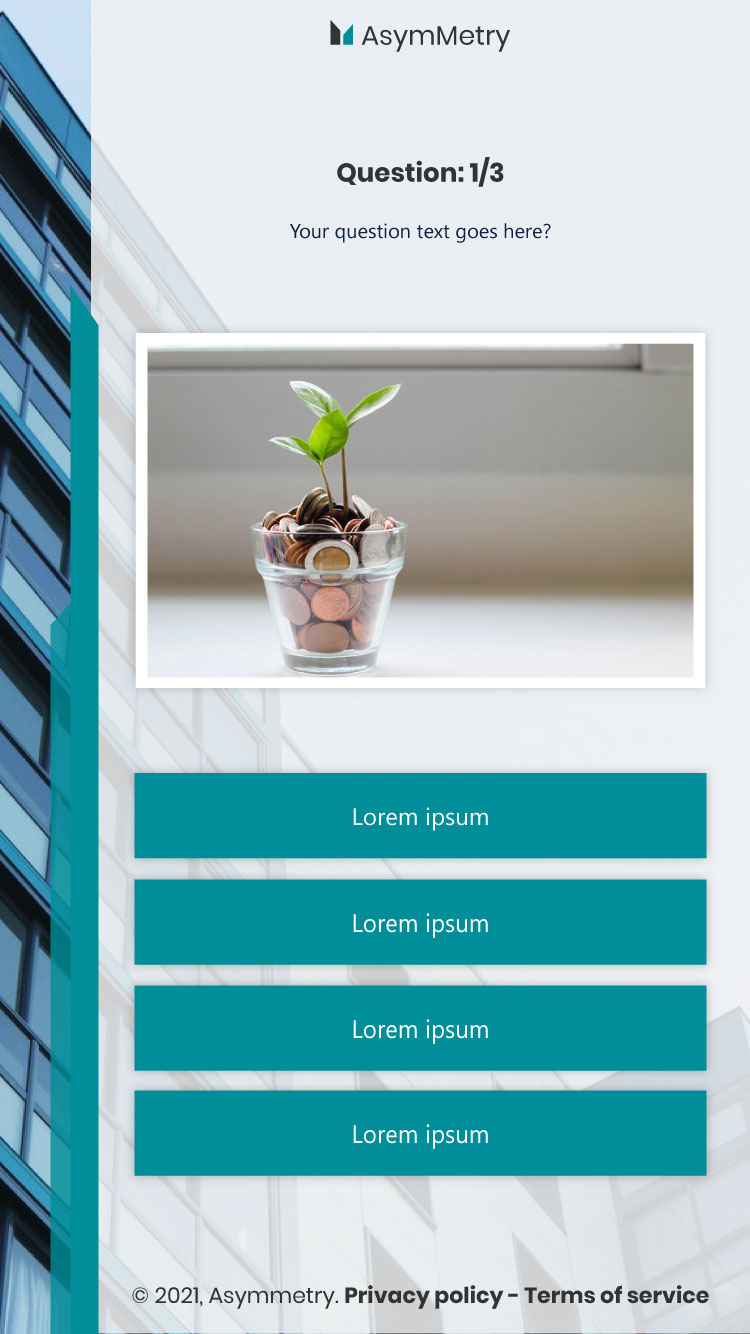 AsymMetry
Question: 1/3
Your question text goes here?
Lorem ipsum
Lorem ipsum
Lorem ipsum
Lorem ipsum
© 2021, Asymmetry. Privacy policy - Terms of service